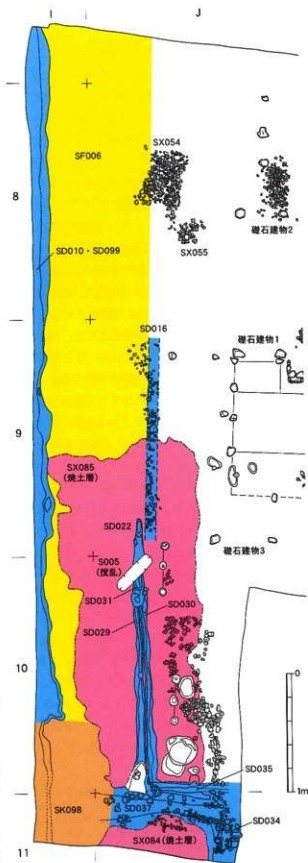 I
J
8
SF006
SX054
SX055
礎石建物2
SD010・SD099
SD016
礎石建物1
9
SX085
(焼土層)
SD022
S005
(撹乱)
礎石建物3
SD031
SD030
SD029
10
0
1m
SD035
SK098
SD037
SD034
SX084(焼土層)
11